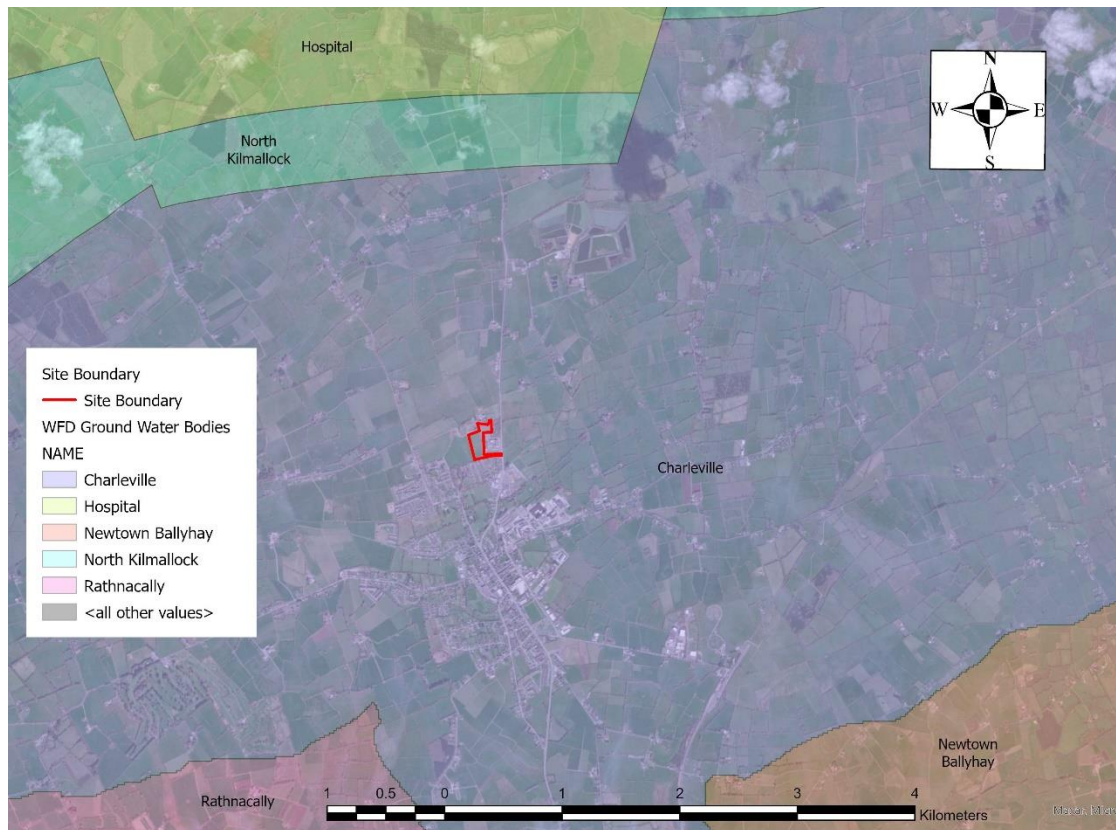 Hospital
North
Kilmallock
N
W
E
S
Site Boundary
Site Boundary
WFD Ground Water Bodies
NAME
Charleville
Hospital
Newtown Ballyhay
North Kilmallock
Rathnacally
<all other values>
Charleville
Newtown
Ballyhay
Rathnacally
1 0.5 0 1 2 3 4
Kilometers